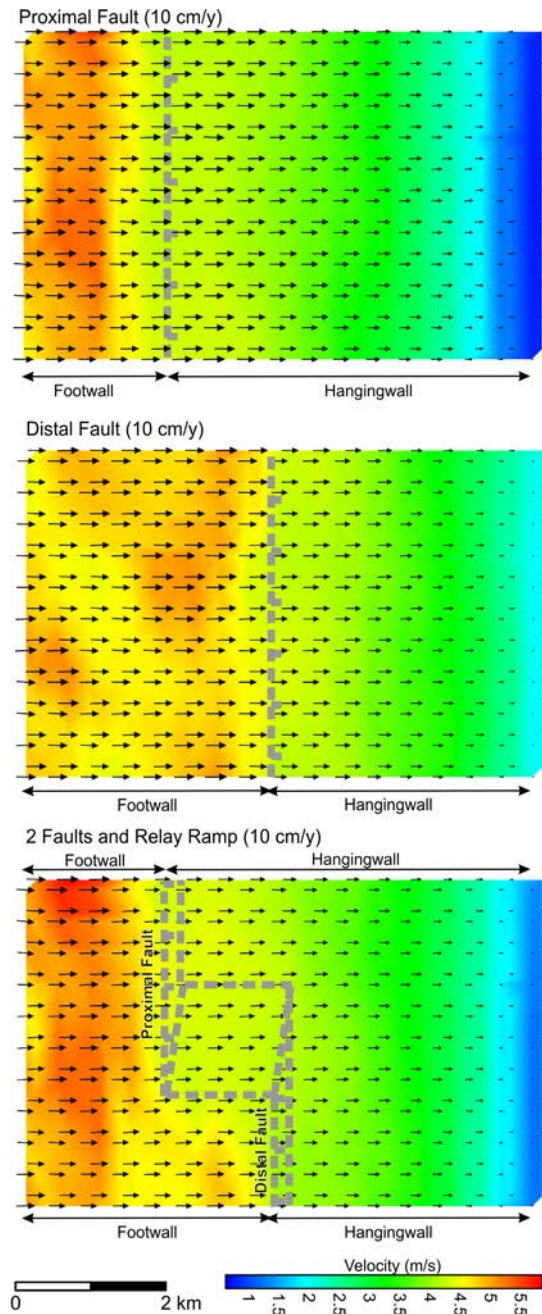 Proximal Fault (10 cm/y)
Footwall
Hangingwall
Distal Fault (10 cm/y)
Footwall
Hangingwall
2 Faults and Relay Ramp (10 cm/y)
Footwall
Hangingwall
Proximal Fault
Distal Fault
Footwall
Hangingwall
0 2 km
Velocity (m/s)
1 1.5 2 2.5 3 3.5 4 4.5 5 5.5